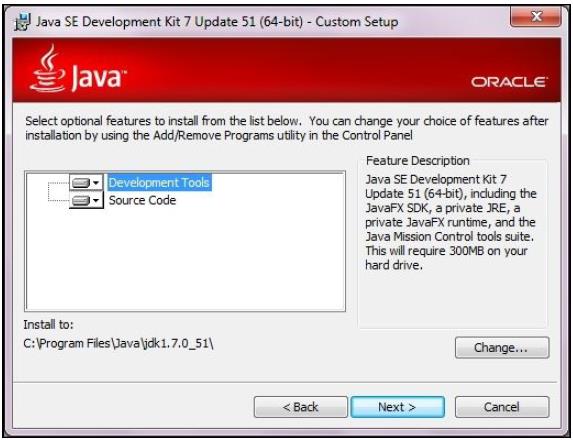 Java SE Development Kit 7 Update 51 (64-bit) - Custom Setup
Java
ORACLE
Select optional features to install from the list below. You can change your choice of features after
installation by using the Add/Remove Programs utility in the Control Panel
Development Tools
Source Code
Feature Description
Java SE Development Kit 7
Update 51 (64-bit), including the
JavaFX SDK, a private JRE, a
private JavaFX runtime, and the
Java Mission Control tools suite.
This will require 300MB on your
hard drive.
Install to:
C:\Program Files\Java\jdk1.7.0_51\
Change...
< Back
Next >
Cancel